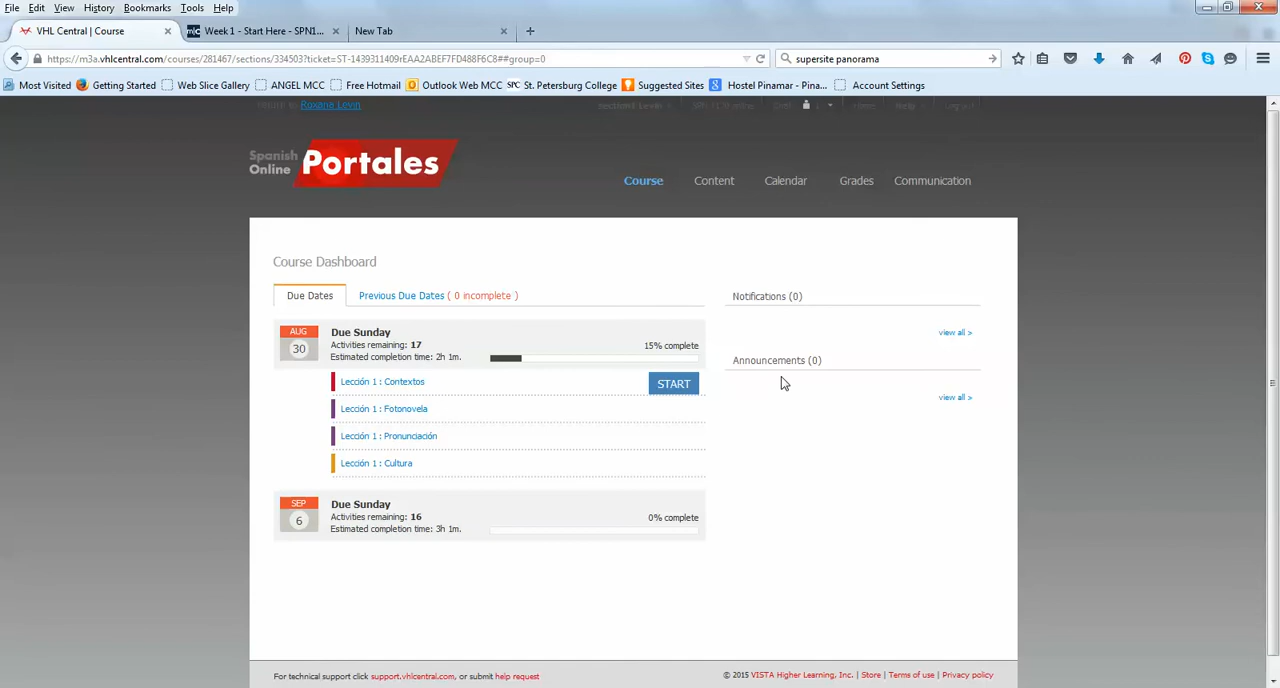 File Edit View History Bookmarks Tools Help
VHL Central | Course × Week 1 - Start Here - SPN1... × New Tab × +
https://m3a.vhlcentral.com/courses/281467/sections/334503?ticket=ST-1439311409rEAA2ABEF7FD488F6C8##group=0 supersite panorama
Most Visited Getting Started Web Slice Gallery ANGEL MCC Free Hotmail Outlook Web MCC SPC St. Petersburg College Suggested Sites Hostel Pinamar - Pina... Account Settings
Roxane Levin
Spanish Online Portales
Course Content Calendar Grades Communication
Course Dashboard
Due Dates Previous Due Dates ( 0 incomplete )
Notifications (0)
view all >
Announcements (0)
view all >
AUG 30
Due Sunday
Activities remaining: 17
15% complete
Estimated completion time: 2h 1m.
Lección 1 : Contextos START
Lección 1 : Fotonovela
Lección 1 : Pronunciación
Lección 1 : Cultura
SEP 6
Due Sunday
Activities remaining: 16
0% complete
Estimated completion time: 3h 1m.
For technical support click support.vhlcentral.com, or submit help request
© 2015 VISTA Higher Learning, Inc. | Store | Terms of use | Privacy policy